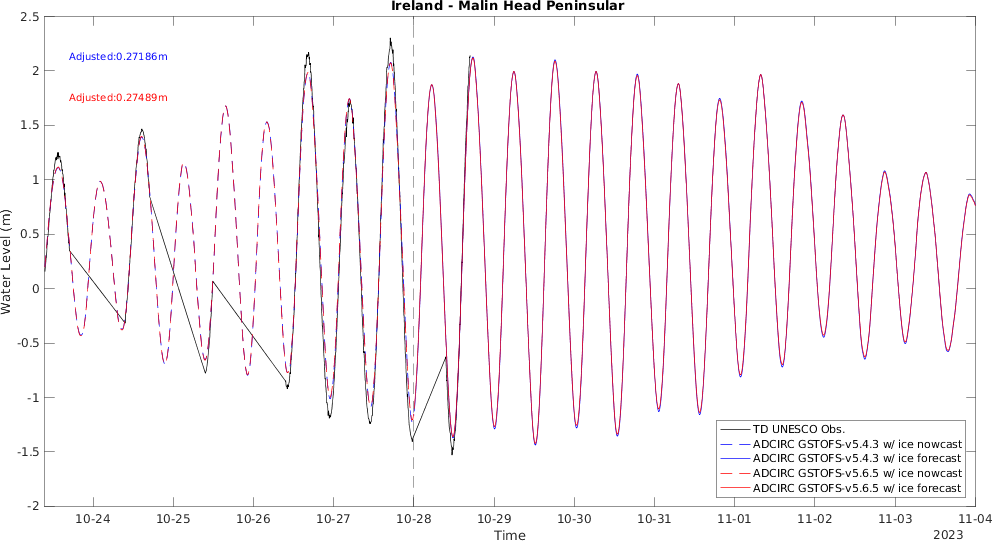 Ireland - Malin Head Peninsular
2.5
Adjusted:0.27186m
2
Adjusted:0.27489m
1.5
1
0.5
0
-0.5
-1
-1.5
-2
Water Level (m)
TD UNESCO Obs.
ADCIRC GSTOFS-v5.4.3 w/ ice nowcast
ADCIRC GSTOFS-v5.4.3 w/ ice forecast
ADCIRC GSTOFS-v5.6.5 w/ ice nowcast
ADCIRC GSTOFS-v5.6.5 w/ ice forecast
10-24 10-25 10-26 10-27 10-28 10-29 10-30 10-31 11-01 11-02 11-03 11-04
Time
2023